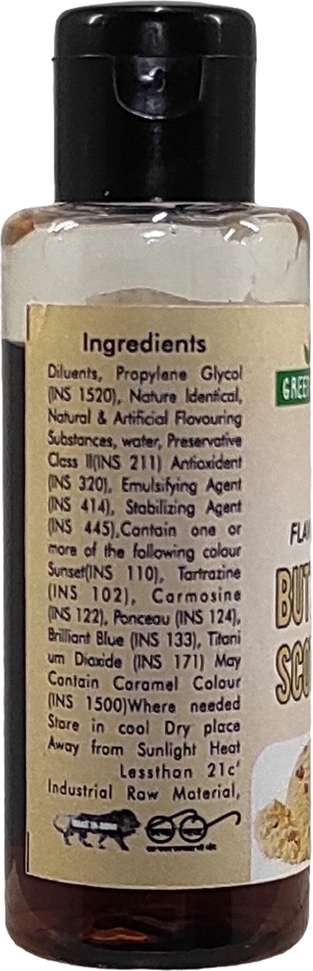 Ingredients
Diluents, Propylene Glycol
(INS 1520), Nature Identical,
Natural & Artificial Flavouring
Substances, water, Preservative
Class II(INS 211) Antioxident
(INS 320), Emulsifying Agent
(INS 414), Stabilizing Agent
(INS 445),Contain one or
more of the following colour
Sunset(INS 110), Tartrazine
(INS 102), Carmosine
(INS 122), Ponceau (INS 124),
Brilliant Blue (INS 133), Titani
um Dioxide (INS 171) May
Contain Caramel Colour
(INS 1500)Where needed
Store in cool Dry place
Away from Sunlight Heat
Lessthan 21c'
Industrial Raw Material,
GREE
FLA
BUT
SCO